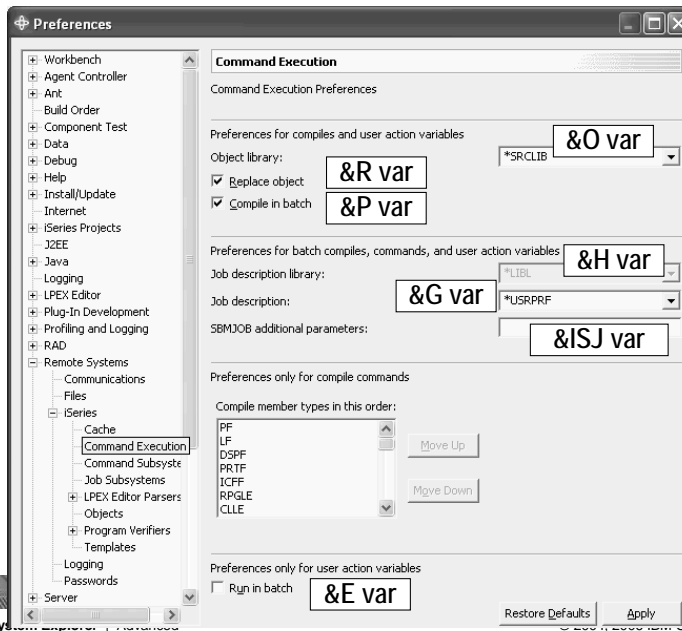 Preferences
Workbench
Agent Controller
Ant
Build Order
Component Test
Data
Debug
Help
Install/Update
Internet
iSeries Projects
J2EE
Java
Logging
LPEX Editor
Plug-In Development
Profiling and Logging
RAD
Remote Systems
Communications
Files
iSeries
Cache
Command Execution
Command Subsyste
Job Subsystems
LPEX Editor Parsers
Objects
Program Verifiers
Templates
Logging
Passwords
Server
Command Execution
Command Execution Preferences
Preferences for compiles and user action variables
&O var
Object library:
*SRCLIB
Replace object
&R var
Compile in batch
&P var
Preferences for batch compiles, commands, and user action variables
&H var
Job description library:
*LIBL
&G var
Job description:
*USRPRF
SBMJOB additional parameters:
&ISJ var
Preferences only for compile commands
Compile member types in this order:
PF
LF
DSPF
PRTF
ICFF
RPGLE
CLLE
Move Up
Move Down
Preferences only for user action variables
Run in batch
&E var
Restore Defaults
Apply